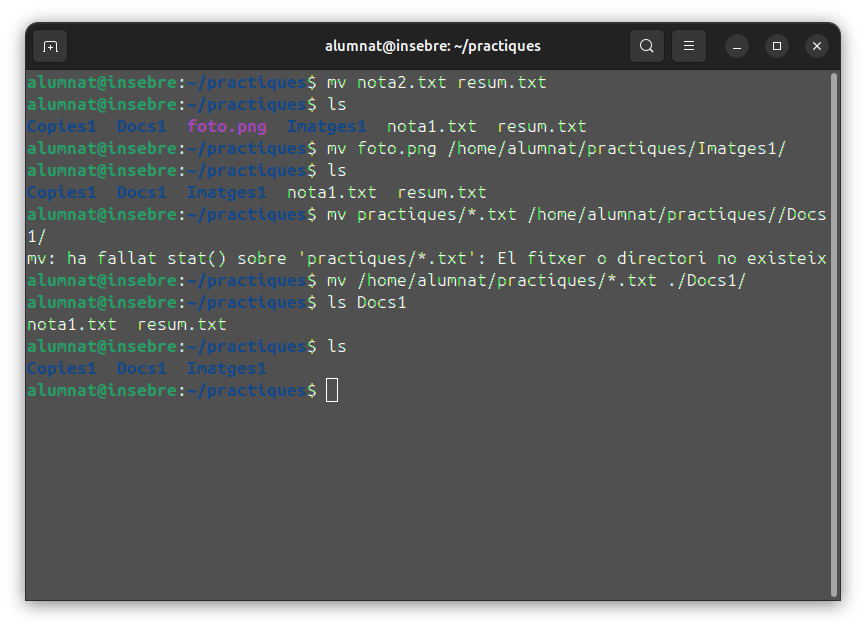 alumnat@insebre: ~/practiques
alumnat@insebre:~/practiques$ mv nota2.txt resum.txt
alumnat@insebre:~/practiques$ ls
Copies1  Docs1  foto.png  Imatges1  nota1.txt  resum.txt
alumnat@insebre:~/practiques$ mv foto.png /home/alumnat/practiques/Imatges1/
alumnat@insebre:~/practiques$ ls
Copies1  Docs1  Imatges1  nota1.txt  resum.txt
alumnat@insebre:~/practiques$ mv practiques/*.txt /home/alumnat/practiques//Docs
1/
mv: ha fallat stat() sobre 'practiques/*.txt': El fitxer o directori no existeix
alumnat@insebre:~/practiques$ mv /home/alumnat/practiques/*.txt ./Docs1/
alumnat@insebre:~/practiques$ ls Docs1
nota1.txt  resum.txt
alumnat@insebre:~/practiques$ ls
Copies1  Docs1  Imatges1
alumnat@insebre:~/practiques$